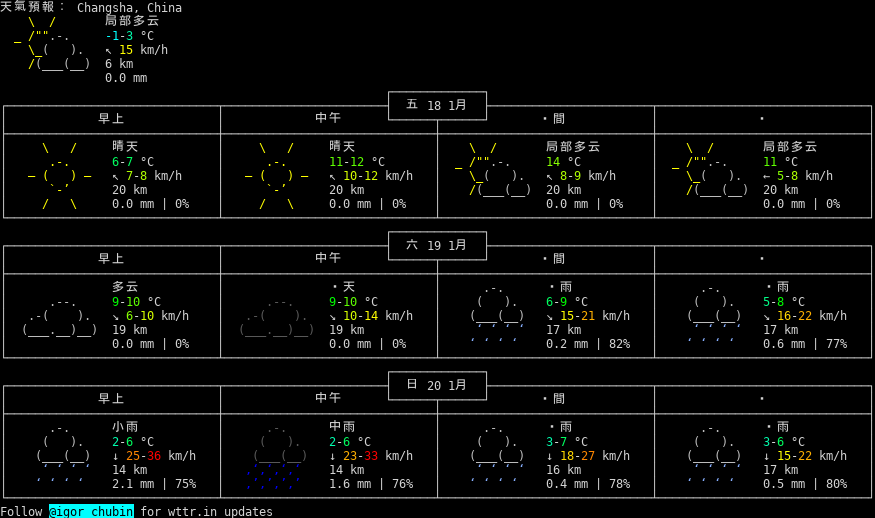 天氣預報： Changsha, China
局部多云
-1-3 °C
↖ 15 km/h
6 km
0.0 mm
五 18 1月
早上 中午 ・間 ・
晴天 晴天 局部多云 局部多云
6-7 °C 11-12 °C 14 °C 11 °C
↖ 7-8 km/h ↖ 10-12 km/h ↖ 8-9 km/h ← 5-8 km/h
20 km 20 km 20 km 20 km
0.0 mm | 0% 0.0 mm | 0% 0.0 mm | 0% 0.0 mm | 0%
六 19 1月
早上 中午 ・間 ・
多云 ・天 ・雨 ・雨
9-10 °C 9-10 °C 6-9 °C 5-8 °C
↘ 6-10 km/h ↘ 10-14 km/h ↘ 15-21 km/h ↘ 16-22 km/h
19 km 19 km 17 km 17 km
0.0 mm | 0% 0.0 mm | 0% 0.2 mm | 82% 0.6 mm | 77%
日 20 1月
早上 中午 ・間 ・
小雨 中雨 ・雨 ・雨
2-6 °C 2-6 °C 3-7 °C 3-6 °C
↓ 25-36 km/h ↓ 23-33 km/h ↓ 18-27 km/h ↓ 15-22 km/h
14 km 14 km 16 km 17 km
2.1 mm | 75% 1.6 mm | 76% 0.4 mm | 78% 0.5 mm | 80%
Follow @igor_chubin for wttr.in updates